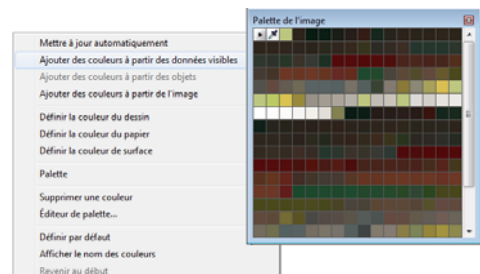 Palette de l'image
Mettre à jour automatiquement
Ajouter des couleurs à partir des données visibles
Ajouter des couleurs à partir des objets
Ajouter des couleurs à partir de l'image
Définir la couleur du dessin
Définir la couleur du papier
Définir la couleur de surface
Palette
Supprimer une couleur
Éditeur de palette...
Définir par défaut
Afficher le nom des couleurs
Revenir au début